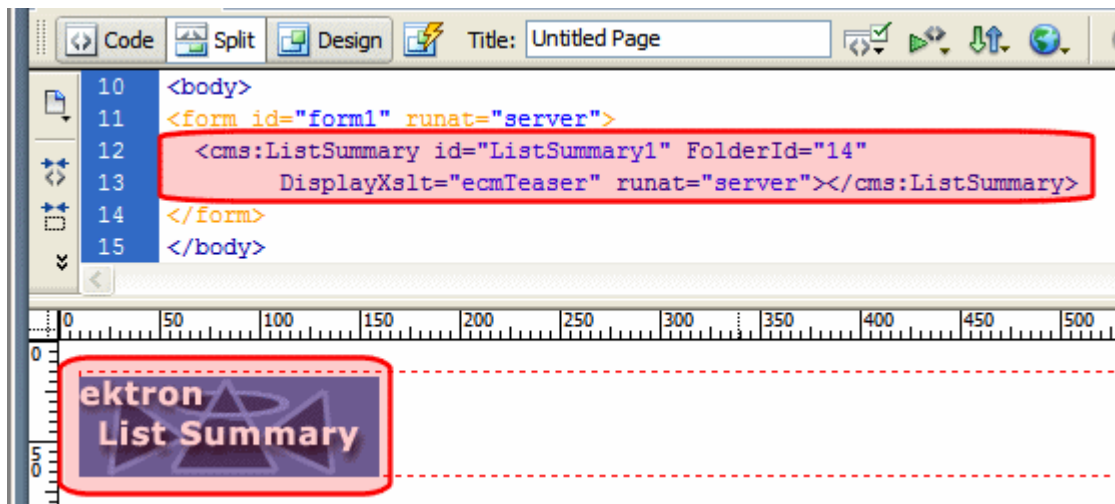 Code Split Design Title: Untitled Page
10 <body>
11 <form id="form1" runat="server">
12 <cms:ListSummary id="ListSummary1" FolderId="14"
13 DisplayXslt="ecmTeaser" runat="server"></cms:ListSummary>
14 </form>
15 </body>
0 50 100 150 200 250 300 350 400 450 500
0
ektron
List Summary
50